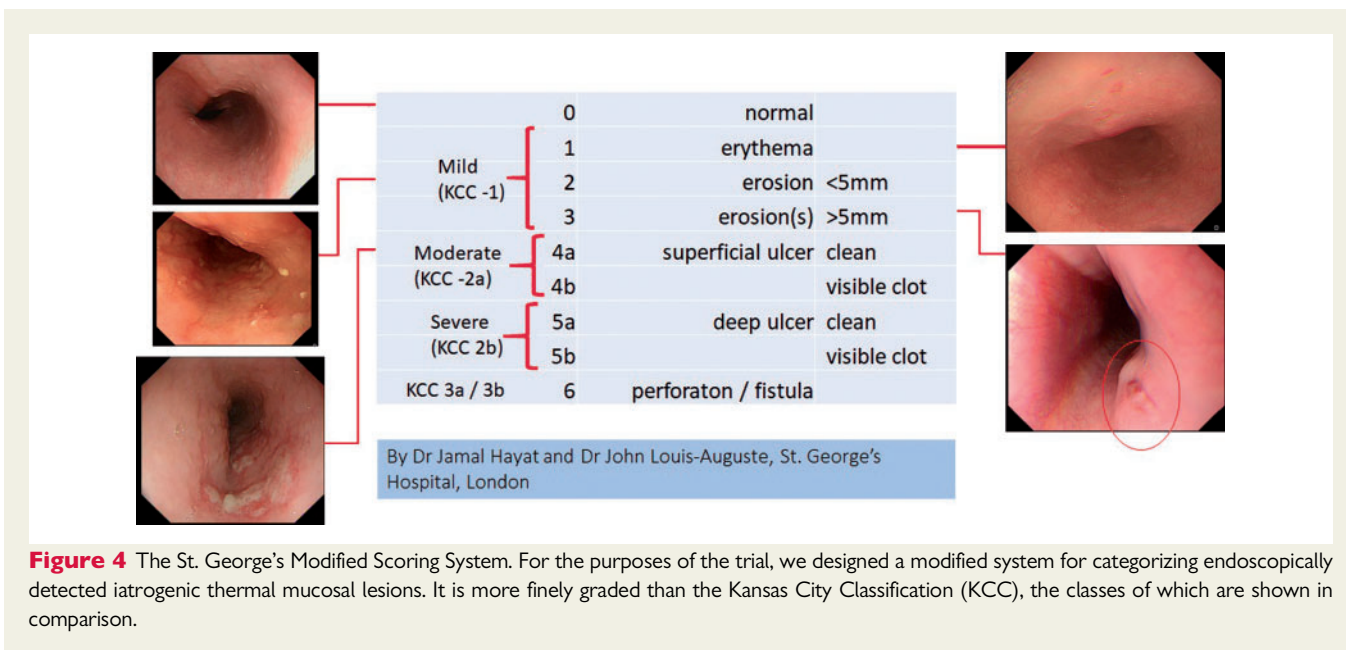 0 normal
1 erythema
Mild
(KCC -1)
2 erosion <5mm
3 erosion(s) >5mm
Moderate
(KCC -2a)
4a superficial ulcer clean
4b visible clot
Severe
(KCC 2b)
5a deep ulcer clean
5b visible clot
KCC 3a / 3b 6 perforaton / fistula
By Dr Jamal Hayat and Dr John Louis-Auguste, St. George's
Hospital, London
Figure 4 The St. George's Modified Scoring System. For the purposes of the trial, we designed a modified system for categorizing endoscopically
detected iatrogenic thermal mucosal lesions. It is more finely graded than the Kansas City Classification (KCC), the classes of which are shown in
comparison.